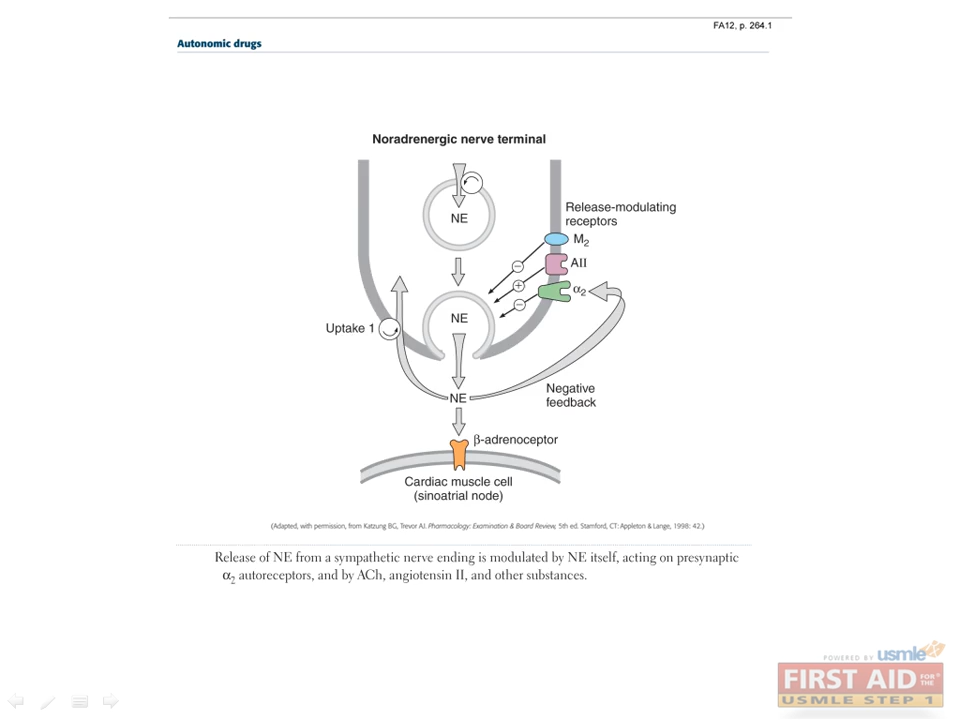 FA12, p. 264.1
Autonomic drugs
Noradrenergic nerve terminal
NE
Release-modulating
receptors
M2
AII
α2
−
+
−
NE
Uptake 1
NE
Negative
feedback
β-adrenoceptor
Cardiac muscle cell
(sinoatrial node)
(Adapted, with permission, from Katzung BG, Trevor AJ. Pharmacology: Examination & Board Review, 5th ed. Stamford, CT: Appleton & Lange, 1998: 42.)
Release of NE from a sympathetic nerve ending is modulated by NE itself, acting on presynaptic
α2 autoreceptors, and by ACh, angiotensin II, and other substances.
POWERED BY usmle
FIRST AID FOR THE®
USMLE STEP 1